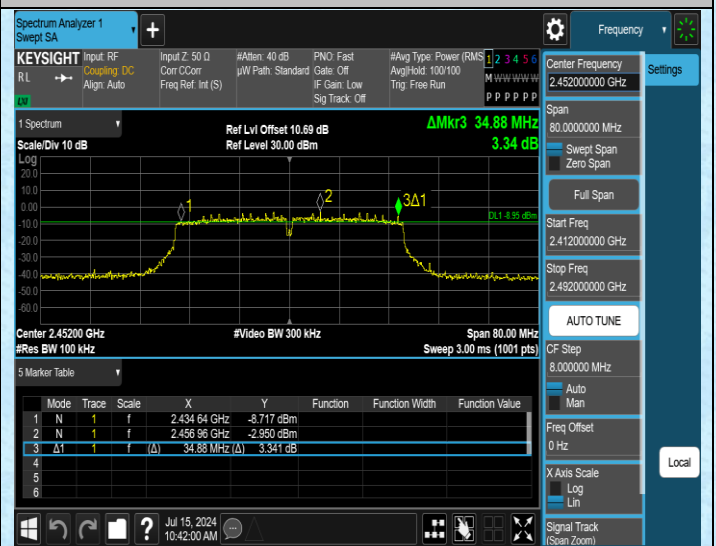 Spectrum Analyzer 1
Swept SA
+
Frequency
KEYSIGHT
RL
Input: RF
Coupling: DC
Align: Auto
Input Z: 50 Ω
Corr CCorr
Freq Ref: Int (S)
#Atten: 40 dB
µW Path: Standard
PNO: Fast
Gate: Off
IF Gain: Low
Sig Track: Off
#Avg Type: Power (RMS)
Avg|Hold: 100/100
Trig: Free Run
1 2 3 4 5 6
M W W W W W
P P P P P P
LVI
1 Spectrum
Scale/Div 10 dB
Ref Lvl Offset 10.69 dB
Ref Level 30.00 dBm
ΔMkr3 34.88 MHz
3.34 dB
Log
20.0
10.0
0.00
-10.0
-20.0
-30.0
-40.0
-50.0
-60.0
1
2
3Δ1
DL1 -8.99 dBm
Center 2.45200 GHz
#Res BW 100 kHz
#Video BW 300 kHz
Span 80.00 MHz
Sweep 3.00 ms (1001 pts)
5 Marker Table
Mode Trace Scale X Y Function Function Width Function Value
1 N 1 f 2.434 64 GHz -8.717 dBm
2 N 1 f 2.456 96 GHz -2.950 dBm
3 Δ1 1 f (Δ) 34.88 MHz (Δ) 3.341 dB
4
5
6
Center Frequency
2.452000000 GHz
Settings
Span
80.0000000 MHz
Swept Span
Zero Span
Full Span
Start Freq
2.412000000 GHz
Stop Freq
2.492000000 GHz
AUTO TUNE
CF Step
8.000000 MHz
Auto
Man
Freq Offset
0 Hz
Local
X Axis Scale
Log
Lin
Signal Track
(Span Zoom)
?
Jul 15, 2024
10:42:00 AM